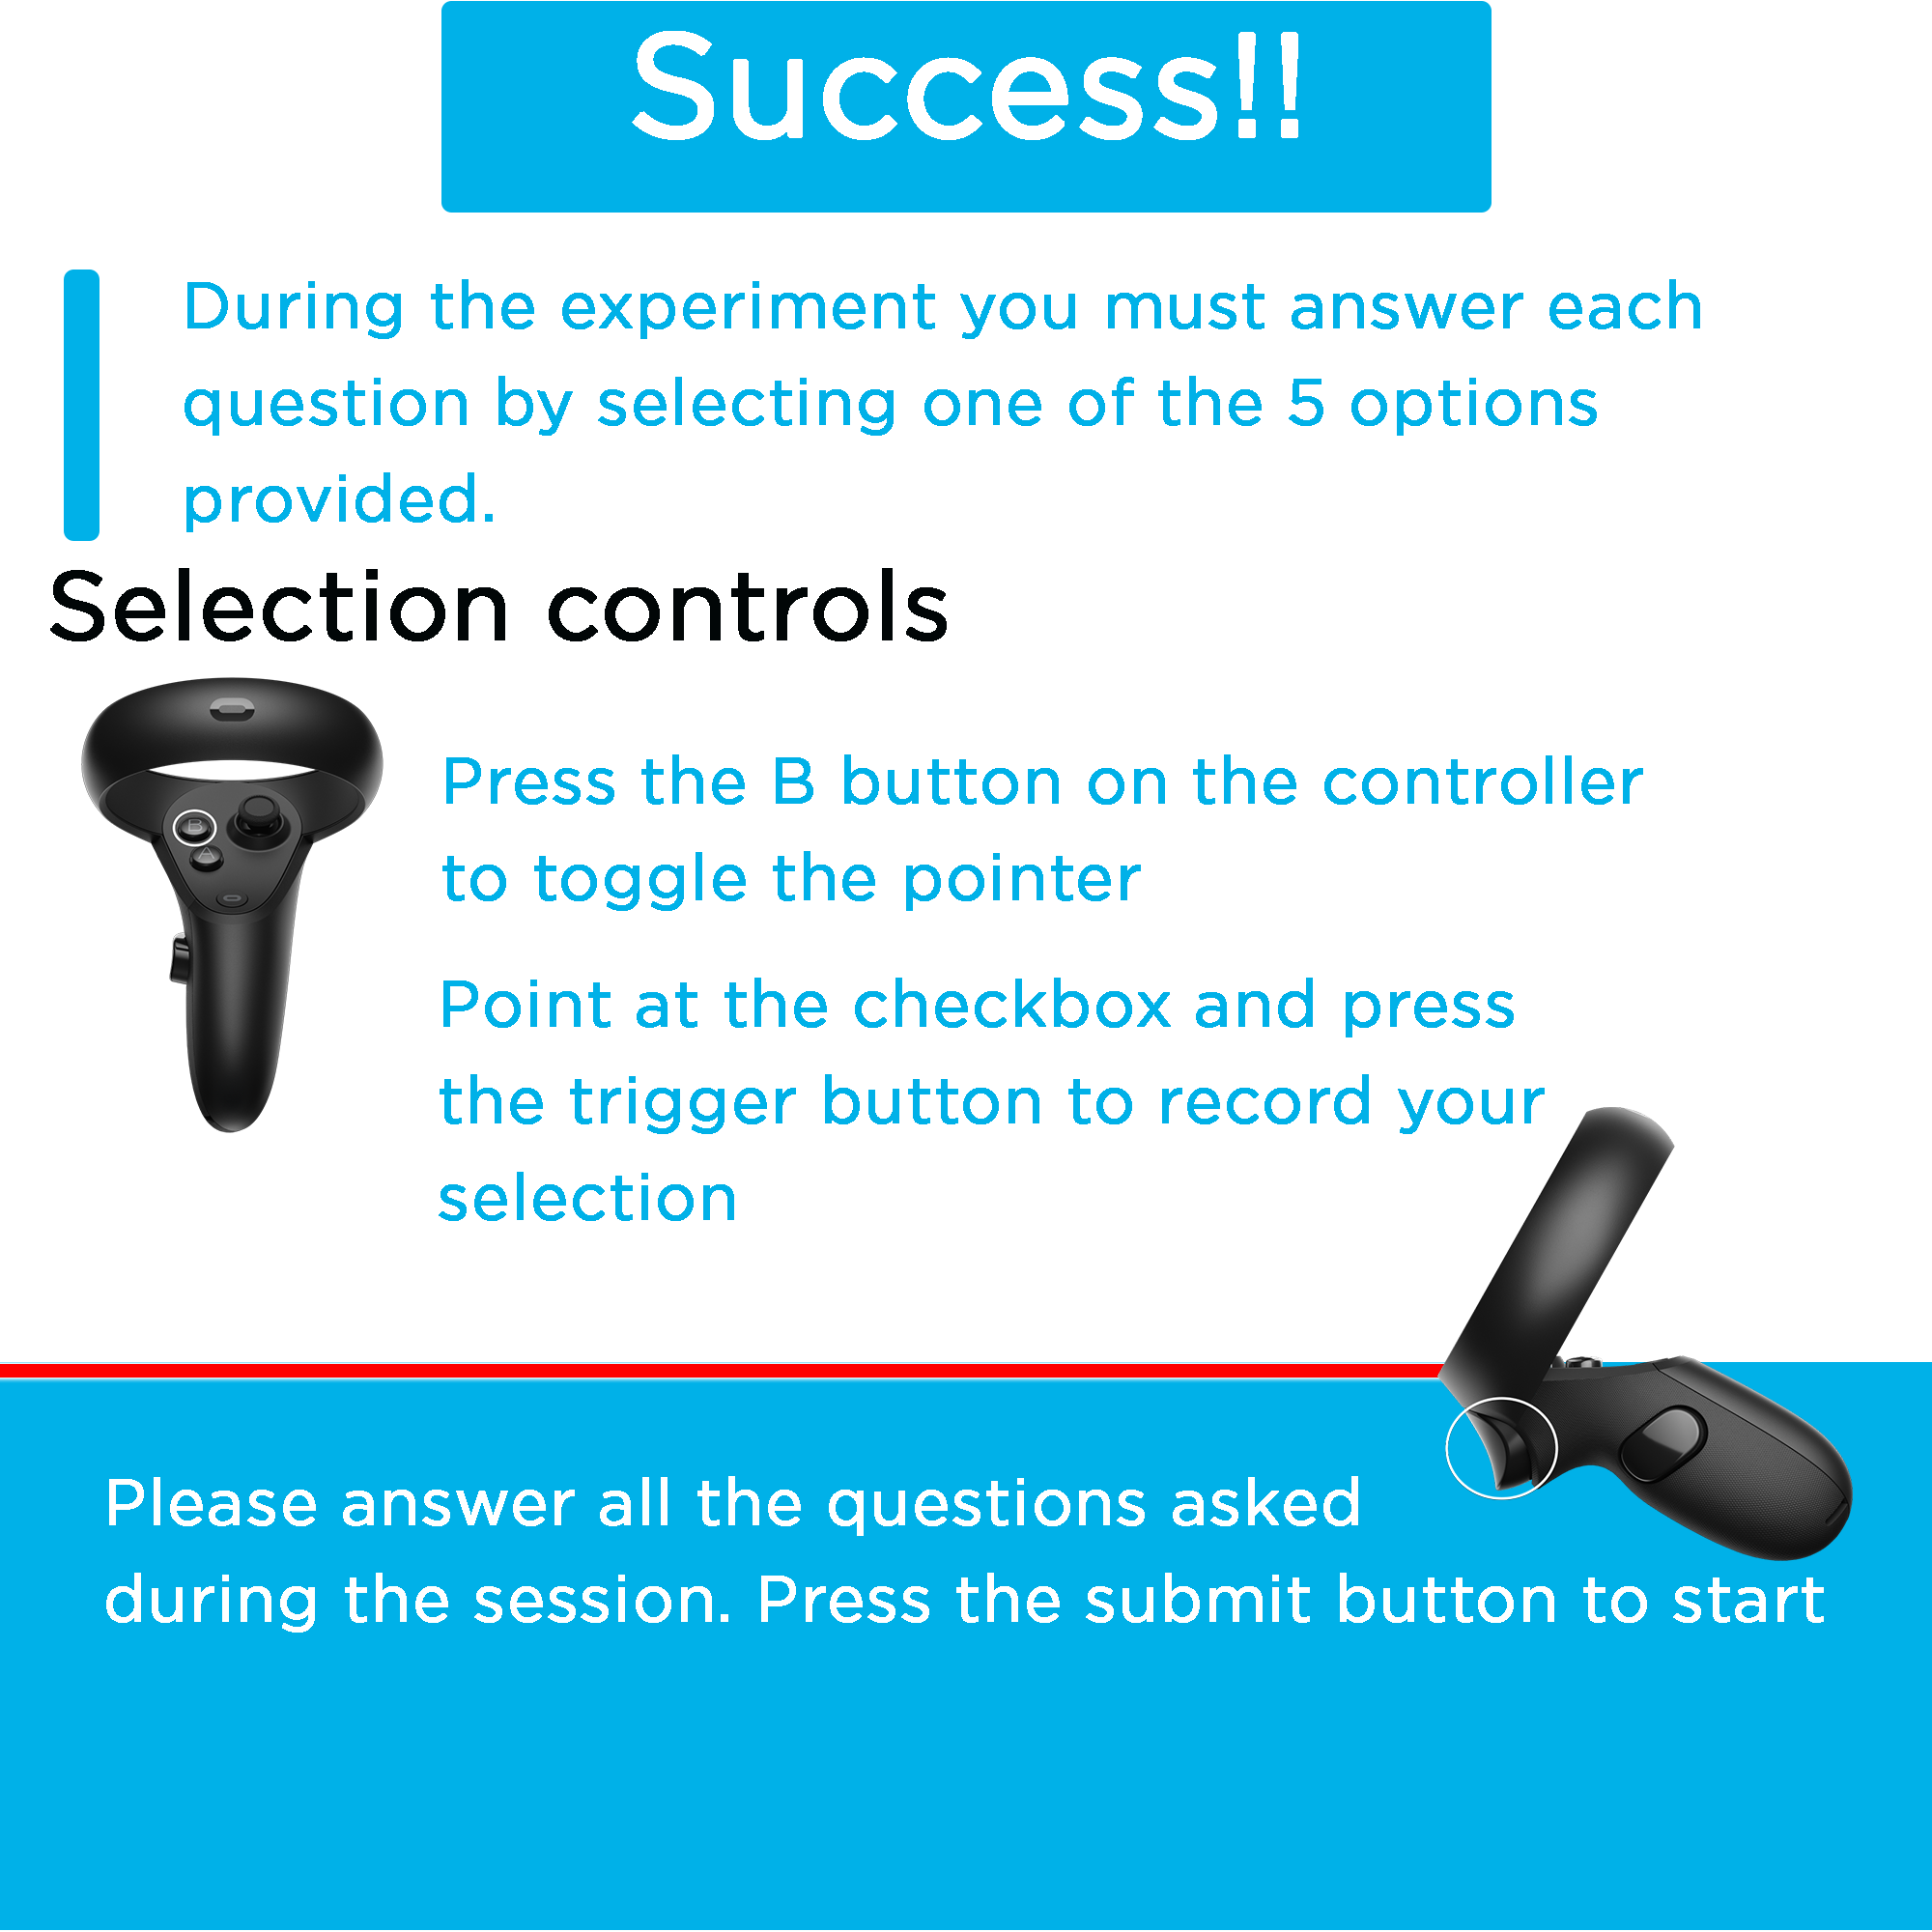 Success!!
During the experiment you must answer each
question by selecting one of the 5 options
provided.
Selection controls
B
A
Press the B button on the controller
to toggle the pointer
Point at the checkbox and press
the trigger button to record your
selection
Please answer all the questions asked
during the session. Press the submit button to start